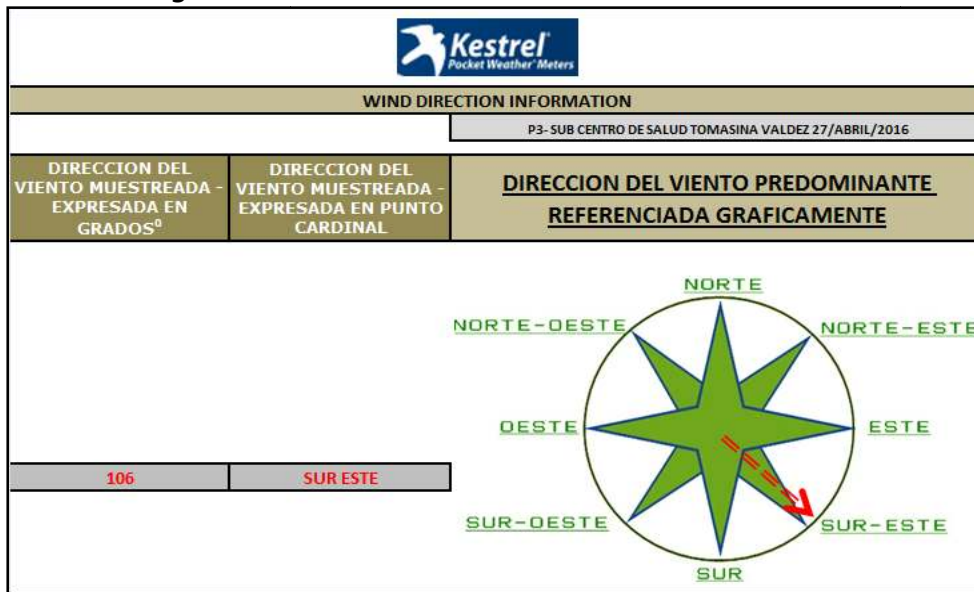 Kestrel
Pocket Weather Meters
WIND DIRECTION INFORMATION
P3- SUB CENTRO DE SALUD TOMASINA VALDEZ 27/ABRIL/2016
DIRECCION DEL
VIENTO MUESTREADA -
EXPRESADA EN
GRADOS⁰
DIRECCION DEL
VIENTO MUESTREADA -
EXPRESADA EN PUNTO
CARDINAL
DIRECCION DEL VIENTO PREDOMINANTE
REFERENCIADA GRAFICAMENTE
106
SUR ESTE
NORTE
NORTE-OESTE
NORTE-ESTE
OESTE
ESTE
SUR-OESTE
SUR-ESTE
SUR